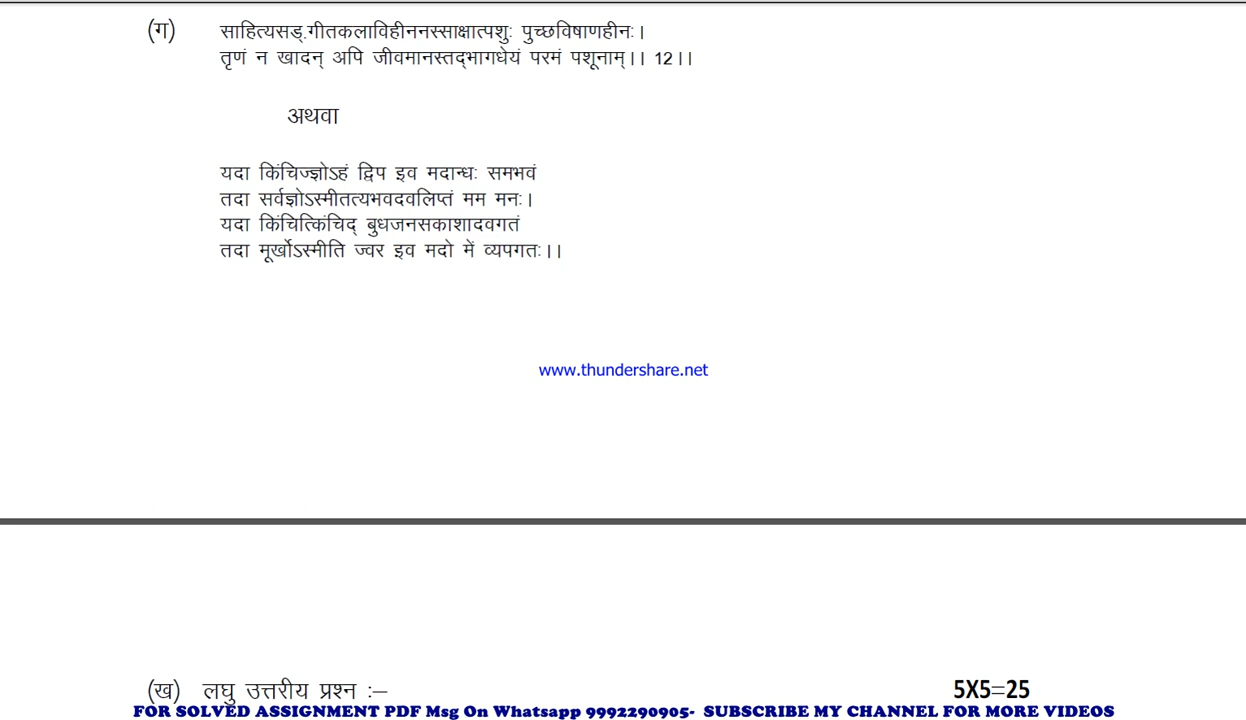 (ग) साहित्यसड्.गीतकलाविहीननस्साक्षात्पशुः पुच्छविषाणहीनः।
तृणं न खादन् अपि जीवमानस्तद्भागधेयं परमं पशूनाम्।। 12।।
अथवा
यदा किंचिज्ज्ञोऽहं द्विप इव मदान्धः समभवं
तदा सर्वज्ञोऽस्मीतत्यभवदवलिप्तं मम मनः।
यदा किंचित्किंचिद् बुधजनसकाशादवगतं
तदा मूर्खोऽस्मीति ज्वर इव मदो में व्यपगतः।।
www.thundershare.net
(ख) लघु उत्तरीय प्रश्न :– 5X5=25
FOR SOLVED ASSIGNMENT PDF Msg On Whatsapp 9992290905- SUBSCRIBE MY CHANNEL FOR MORE VIDEOS